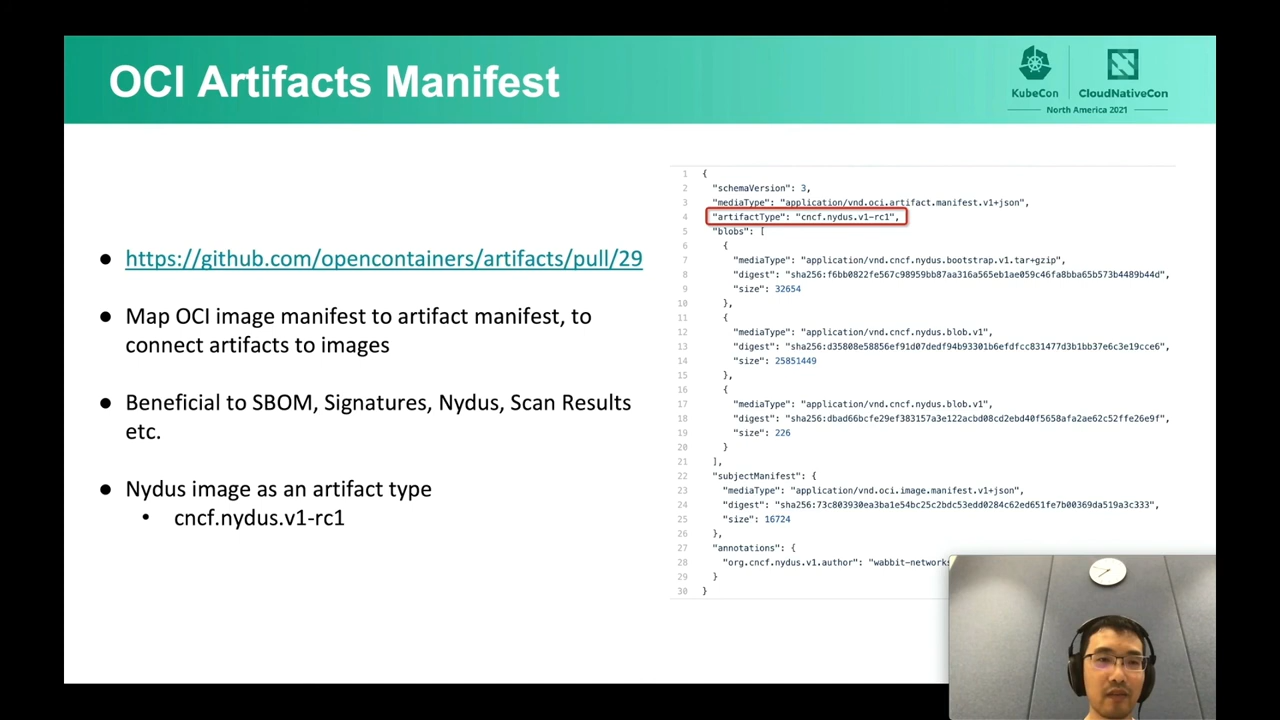 OCI Artifacts Manifest
KubeCon
CloudNativeCon
North America 2021
● https://github.com/opencontainers/artifacts/pull/29
● Map OCI image manifest to artifact manifest, to
connect artifacts to images
● Beneficial to SBOM, Signatures, Nydus, Scan Results
etc.
● Nydus image as an artifact type
• cncf.nydus.v1-rc1
1 {
2 "schemaVersion": 3,
3 "mediaType": "application/vnd.oci.artifact.manifest.v1+json",
4 "artifactType": "cncf.nydus.v1-rc1",
5 "blobs": [
6 {
7 "mediaType": "application/vnd.cncf.nydus.bootstrap.v1.tar+gzip",
8 "digest": "sha256:f6bb0822fe567c98959bb87aa316a565eb1ae059c46fa8bba65b573b4489b44d",
9 "size": 32654
10 },
11 {
12 "mediaType": "application/vnd.cncf.nydus.blob.v1",
13 "digest": "sha256:d35808e58856ef91d07dedf94b93301b6efdfcc831477d3b1bb37e6c3e19cce6",
14 "size": 25851449
15 },
16 {
17 "mediaType": "application/vnd.cncf.nydus.blob.v1",
18 "digest": "sha256:dbad66bcfe29ef383157a3e122acbd08cd2ebd40f5658afa2ae62c52ffe26e9f",
19 "size": 226
20 }
21 ],
22 "subjectManifest": {
23 "mediaType": "application/vnd.oci.image.manifest.v1+json",
24 "digest": "sha256:73c803930ea3ba1e54bc25c2bdc53edd0284c62ed651fe7b00369da519a3c333",
25 "size": 16724
26 },
27 "annotations": {
28 "org.cncf.nydus.v1.author": "wabbit-networks
29 }
30 }